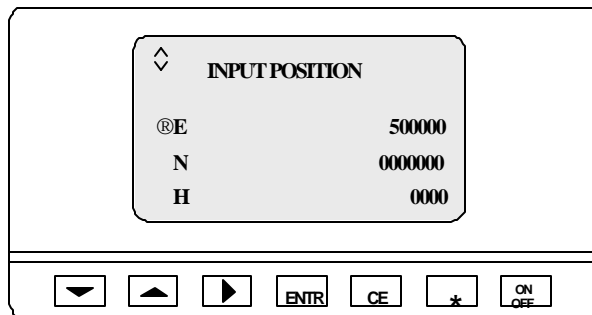 INPUT POSITION
®E 500000
N 0000000
H 0000
ENTR CE * ON OFF